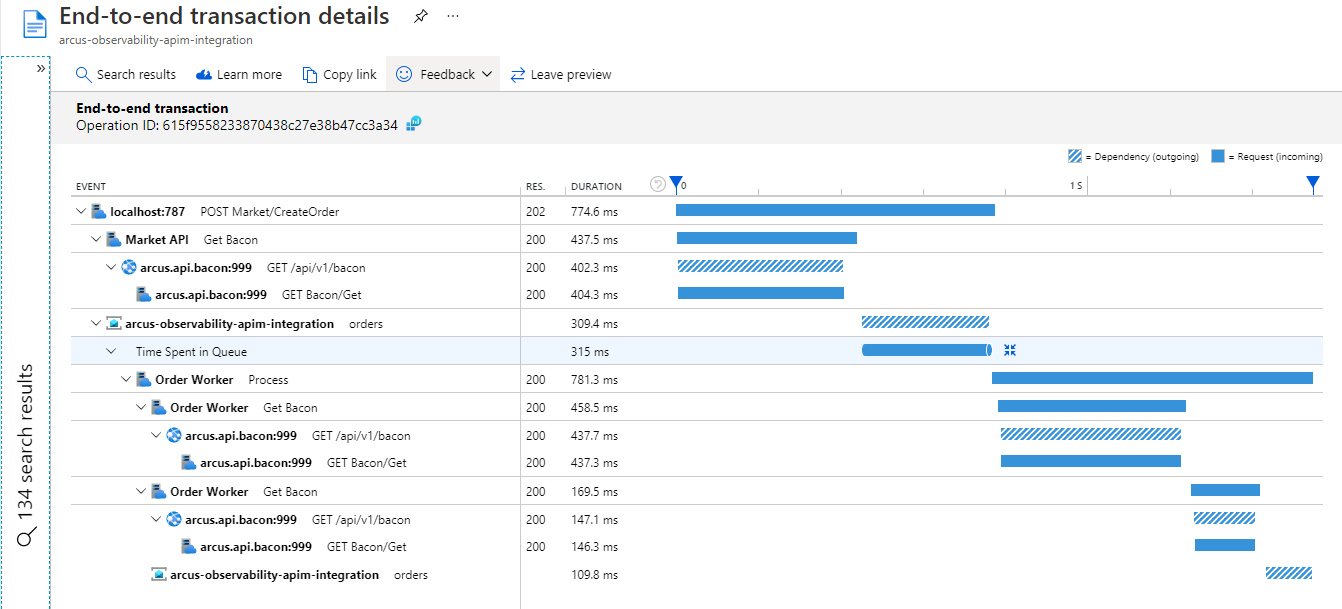 End-to-end transaction details
arcus-observability-apim-integration
Search results Learn more Copy link Feedback Leave preview
End-to-end transaction
Operation ID: 615f9558233870438c27e38b47cc3a34
= Dependency (outgoing) = Request (incoming)
EVENT RES. DURATION 0 1 S
localhost:787 POST Market/CreateOrder 202 774.6 ms
Market API Get Bacon 200 437.5 ms
arcus.api.bacon:999 GET /api/v1/bacon 200 402.3 ms
arcus.api.bacon:999 GET Bacon/Get 200 404.3 ms
arcus-observability-apim-integration orders 309.4 ms
Time Spent in Queue 315 ms
Order Worker Process 200 781.3 ms
Order Worker Get Bacon 200 458.5 ms
arcus.api.bacon:999 GET /api/v1/bacon 200 437.7 ms
arcus.api.bacon:999 GET Bacon/Get 200 437.3 ms
Order Worker Get Bacon 200 169.5 ms
arcus.api.bacon:999 GET /api/v1/bacon 200 147.1 ms
arcus.api.bacon:999 GET Bacon/Get 200 146.3 ms
arcus-observability-apim-integration orders 109.8 ms
134 search results